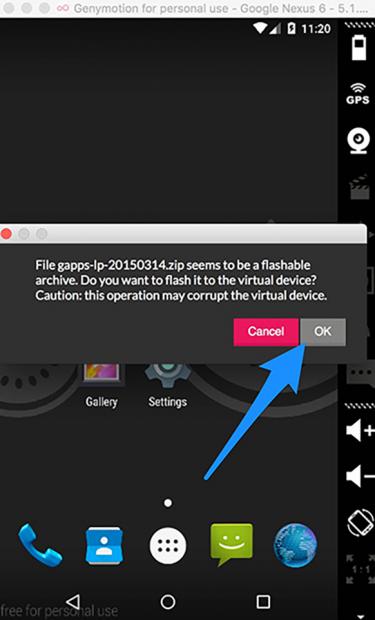 Genymotion for personal use - Google Nexus 6 - 5.1....
11:20
GPS
File gapps-lp-20150314.zip seems to be a flashable
archive. Do you want to flash it to the virtual device?
Caution: this operation may corrupt the virtual device.
Cancel
OK
Gallery
Settings
1:1
free for personal use